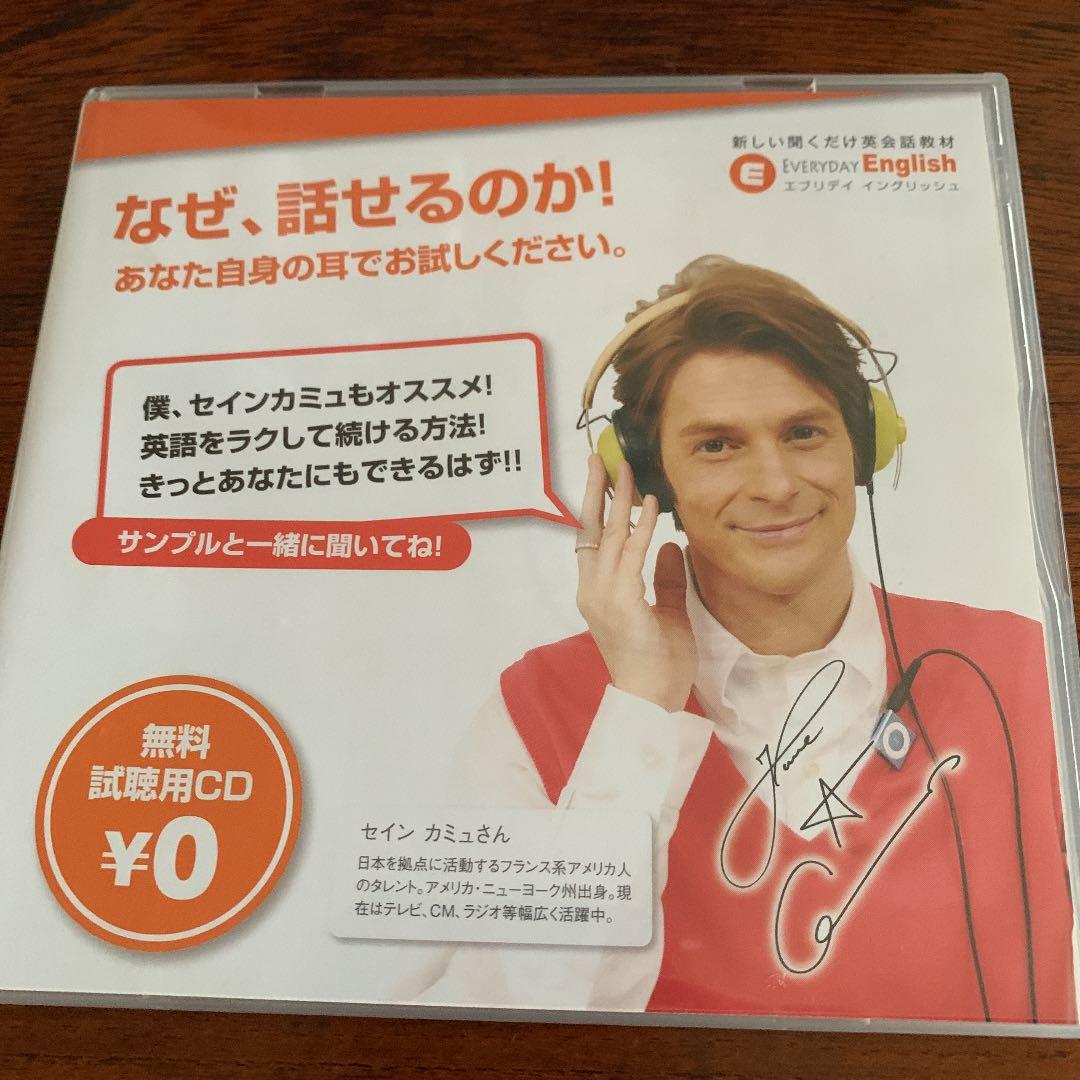 新しい聞くだけ英会話教材
E EVERYDAY English
エブリデイ イングリッシュ
なぜ、話せるのか!
あなた自身の耳でお試しください。
僕、セインカミュもオススメ!
英語をラクして続ける方法!
きっとあなたにもできるはず!!
サンプルと一緒に聞いてね!
無料
試聴用CD
¥0
セイン カミュさん
日本を拠点に活動するフランス系アメリカ人
のタレント。アメリカ・ニューヨーク州出身。現
在はテレビ、CM、ラジオ等幅広く活躍中。